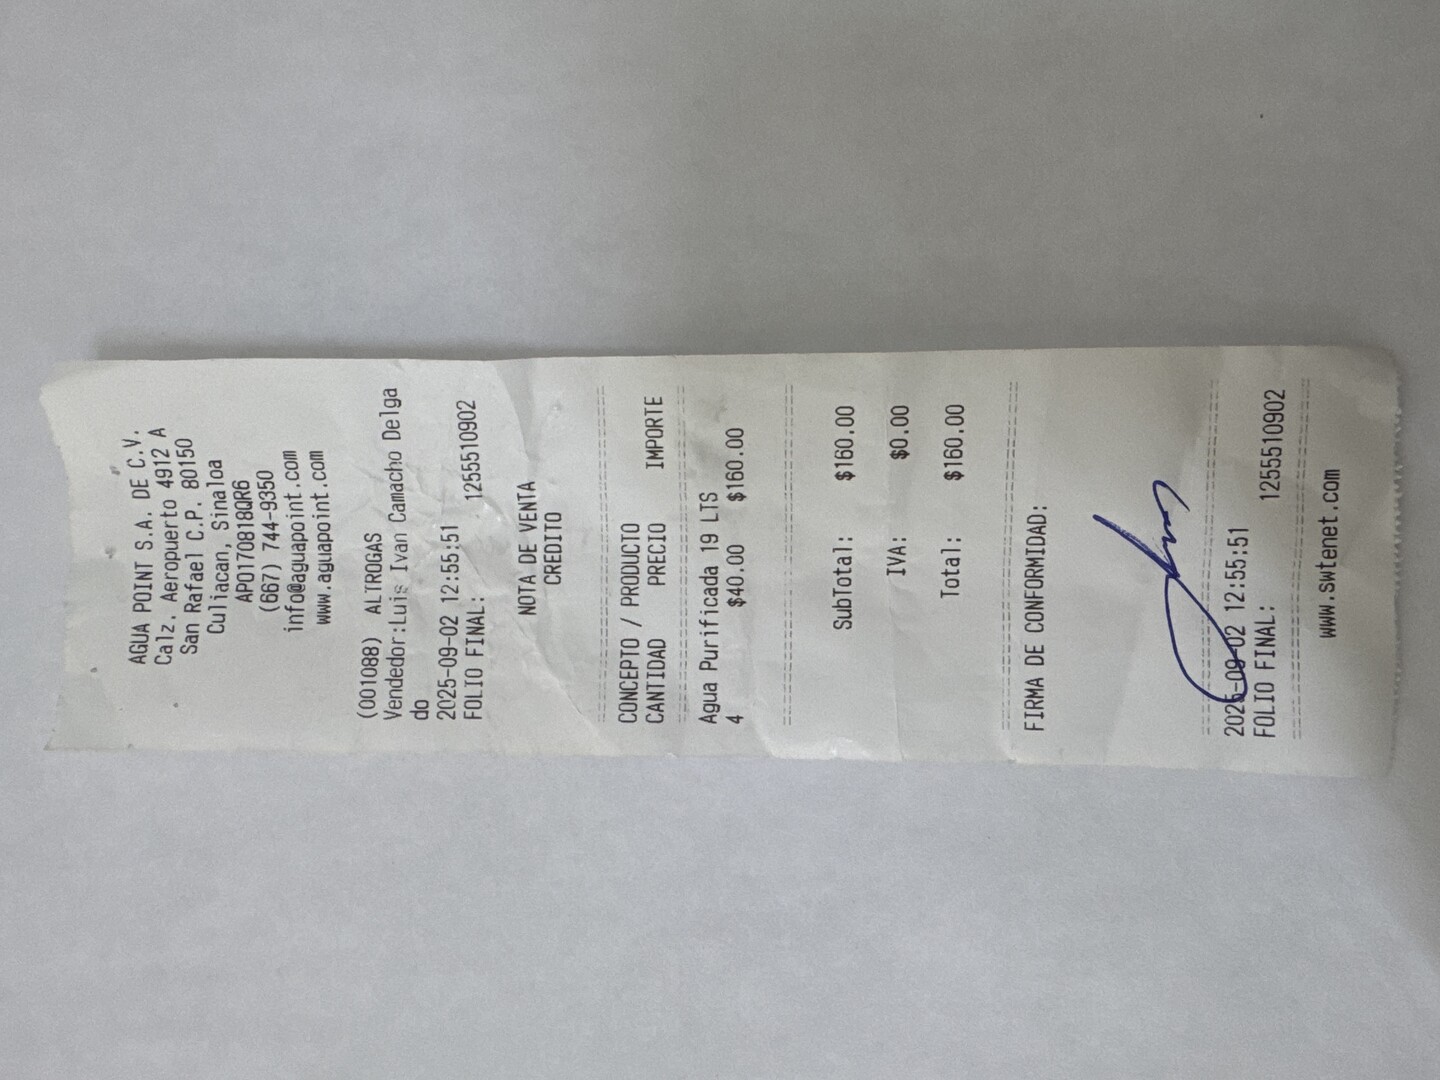 AGUA POINT S.A. DE C.V.
Calz. Aeropuerto 4912 A
San Rafael C.P. 80150
Culiacan, Sinaloa
APO170818QR6
(667) 744-9350
info@aguapoint.com
www.aguapoint.com
(001088) ALTROGAS
Vendedor:Luis Ivan Camacho Delga
do
2025-09-02 12:55:51
FOLIO FINAL: 1255510902
NOTA DE VENTA
CREDITO
CONCEPTO / PRODUCTO
CANTIDAD PRECIO IMPORTE
Agua Purificada 19 LTS
4 $40.00 $160.00
SubTotal: $160.00
IVA: $0.00
Total: $160.00
FIRMA DE CONFORMIDAD:
2025-09-02 12:55:51
FOLIO FINAL: 1255510902
www.swtenet.com